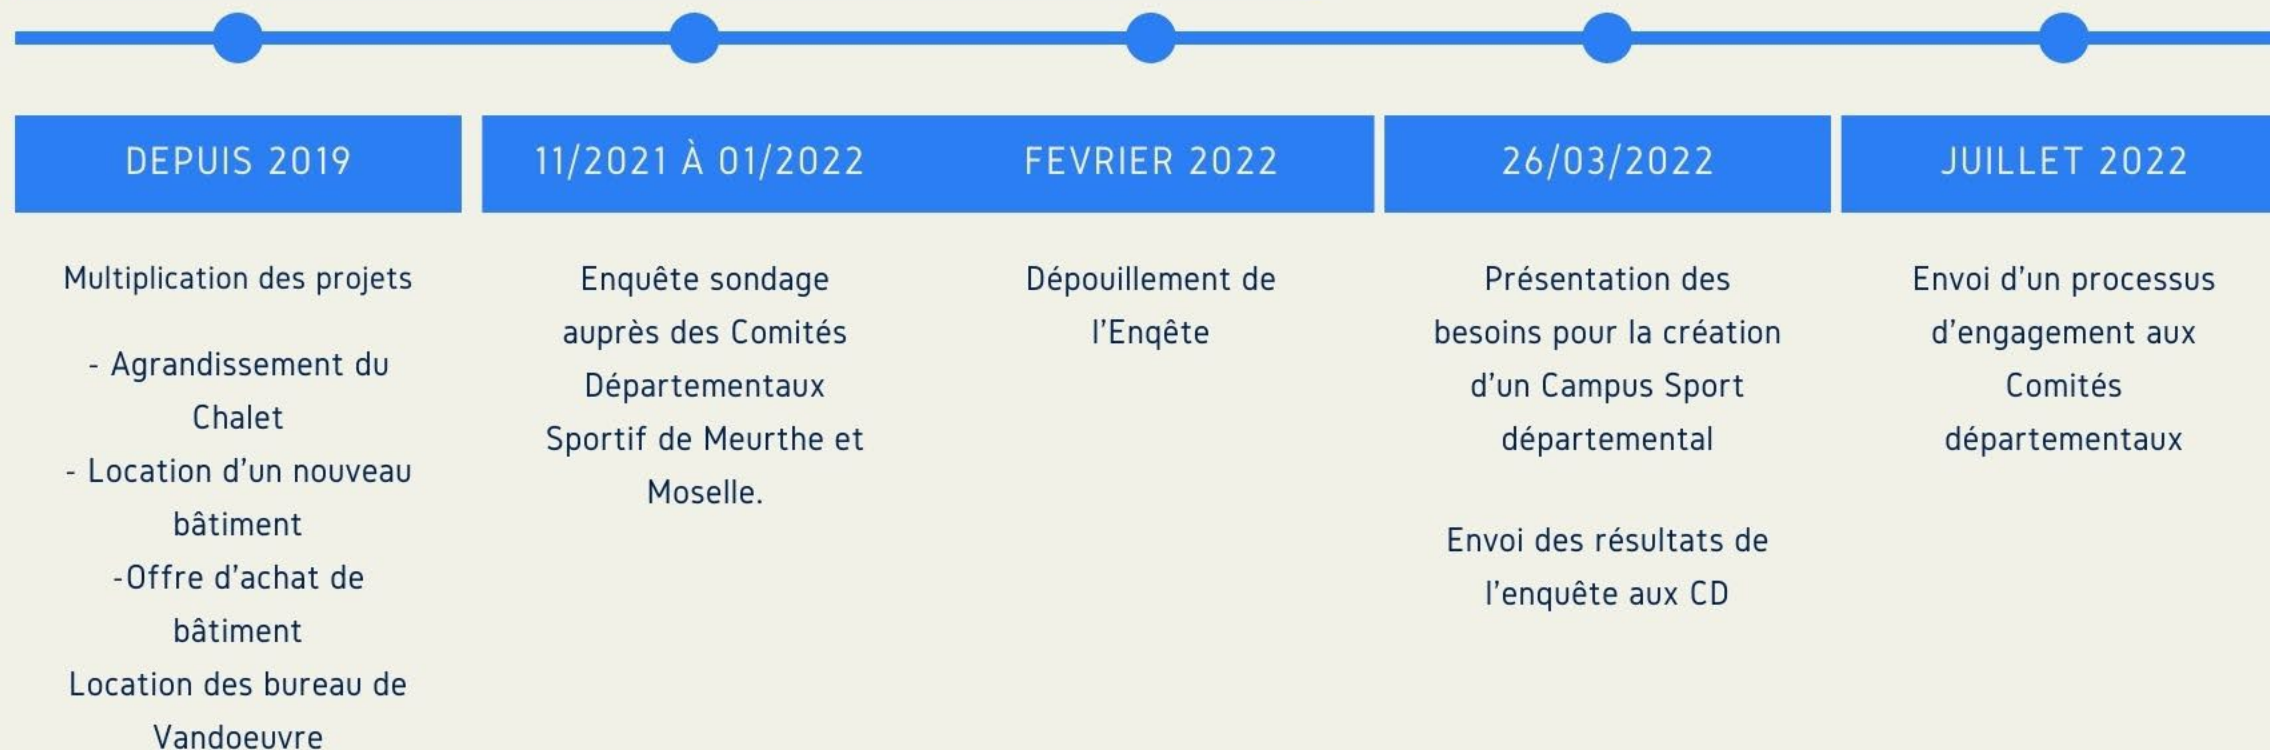 DEPUIS 2019
Multiplication des projets
- Agrandissement du
Chalet
- Location d'un nouveau
bâtiment
-Offre d'achat de
bâtiment
Location des bureau de
Vandoeuvre
11/2021 À 01/2022
Enquête sondage
auprès des Comités
Départementaux
Sportif de Meurthe et
Moselle.
FEVRIER 2022
Dépouillement de
l'Enqête
26/03/2022
Présentation des
besoins pour la création
d'un Campus Sport
départemental
Envoi des résultats de
l'enquête aux CD
JUILLET 2022
Envoi d'un processus
d'engagement aux
Comités
départementaux